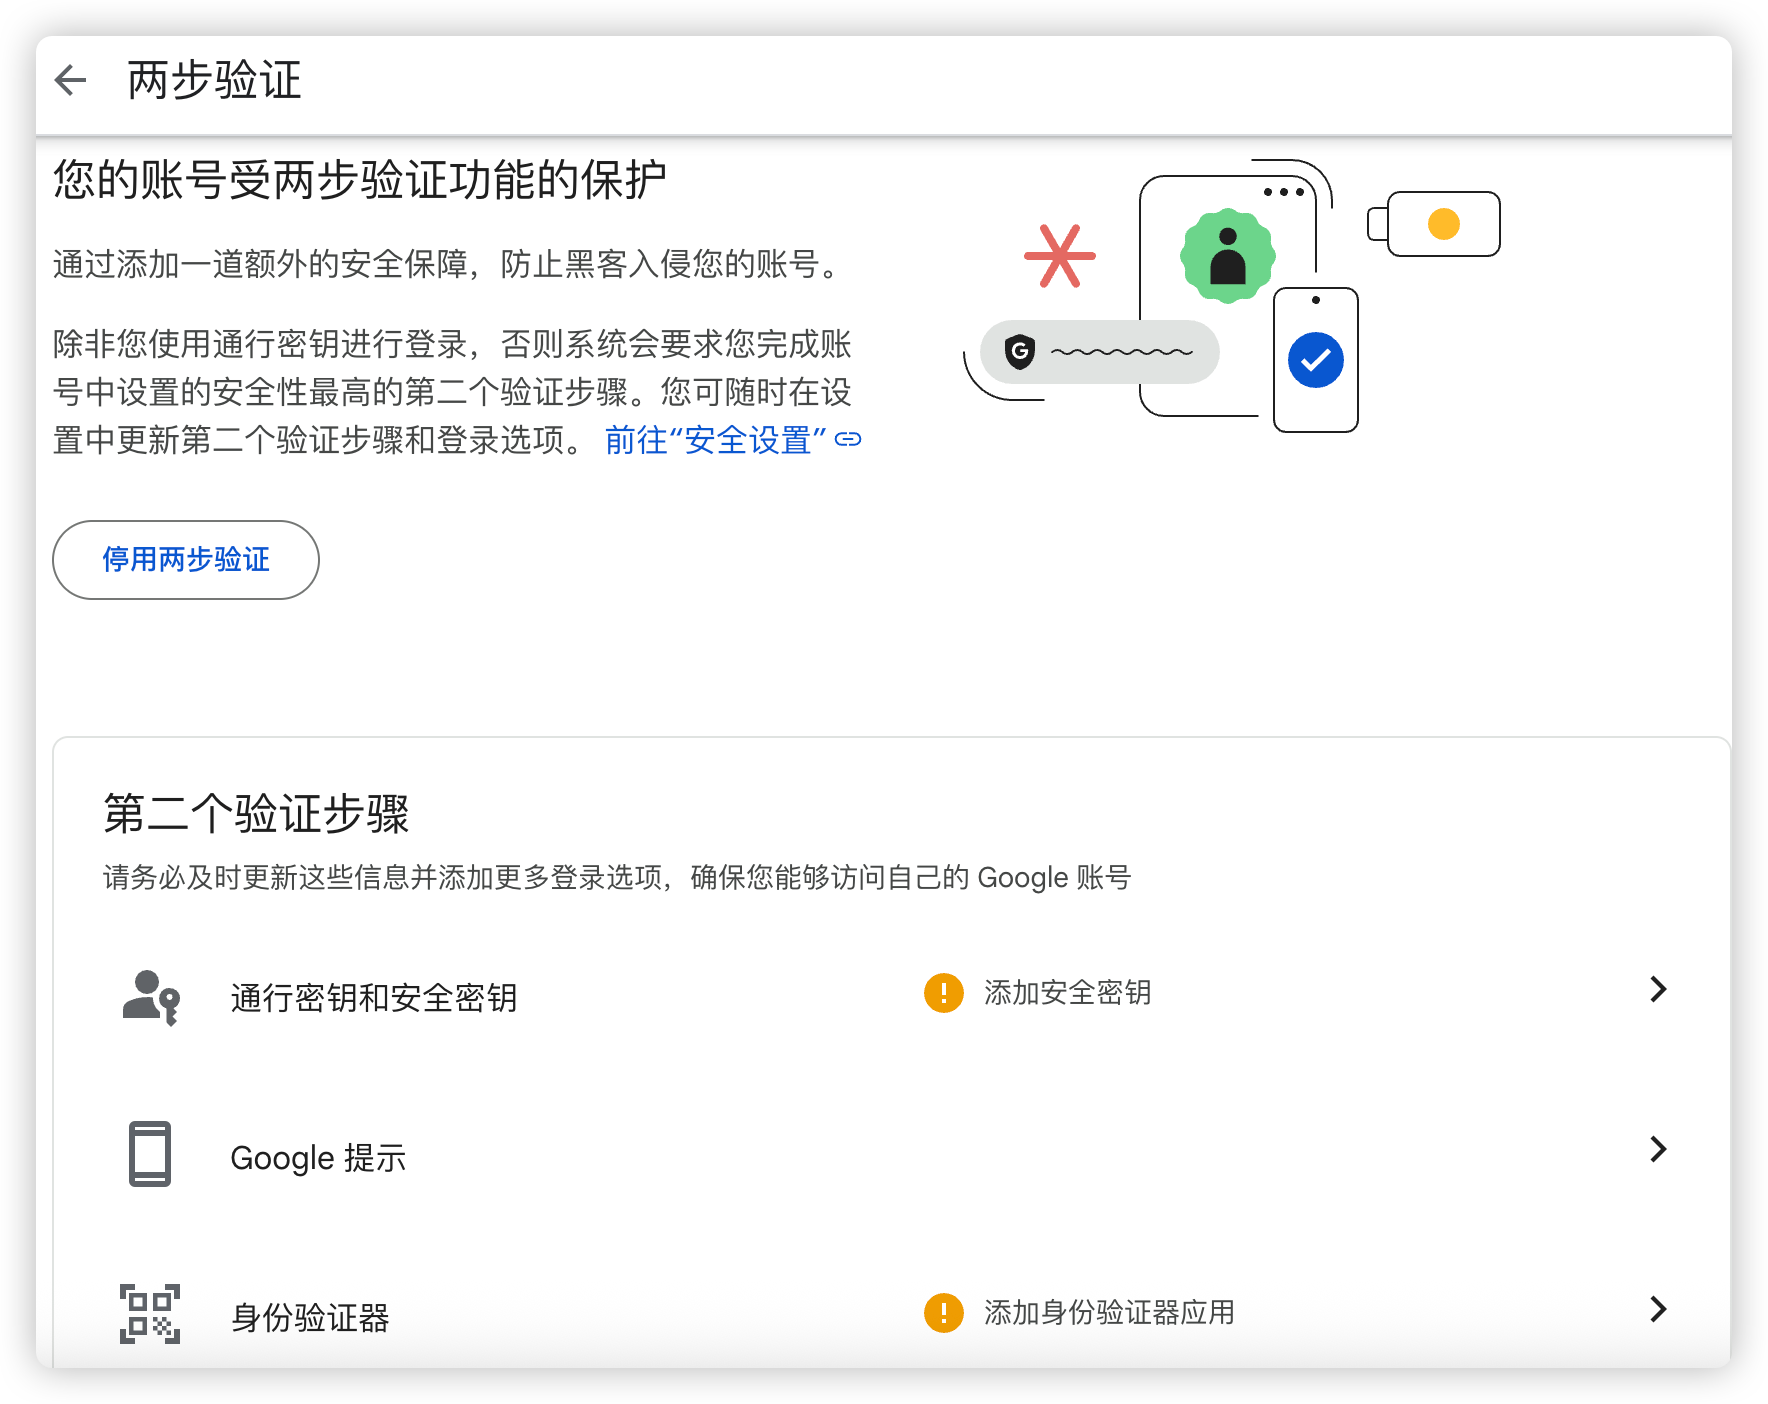 两步验证
您的账号受两步验证功能的保护
通过添加一道额外的安全保障，防止黑客入侵您的账号。
除非您使用通行密钥进行登录，否则系统会要求您完成账
号中设置的安全性最高的第二个验证步骤。您可随时在设
置中更新第二个验证步骤和登录选项。 前往“安全设置”
停用两步验证
第二个验证步骤
请务必及时更新这些信息并添加更多登录选项，确保您能够访问自己的 Google 账号
通行密钥和安全密钥
添加安全密钥
Google 提示
身份验证器
添加身份验证器应用